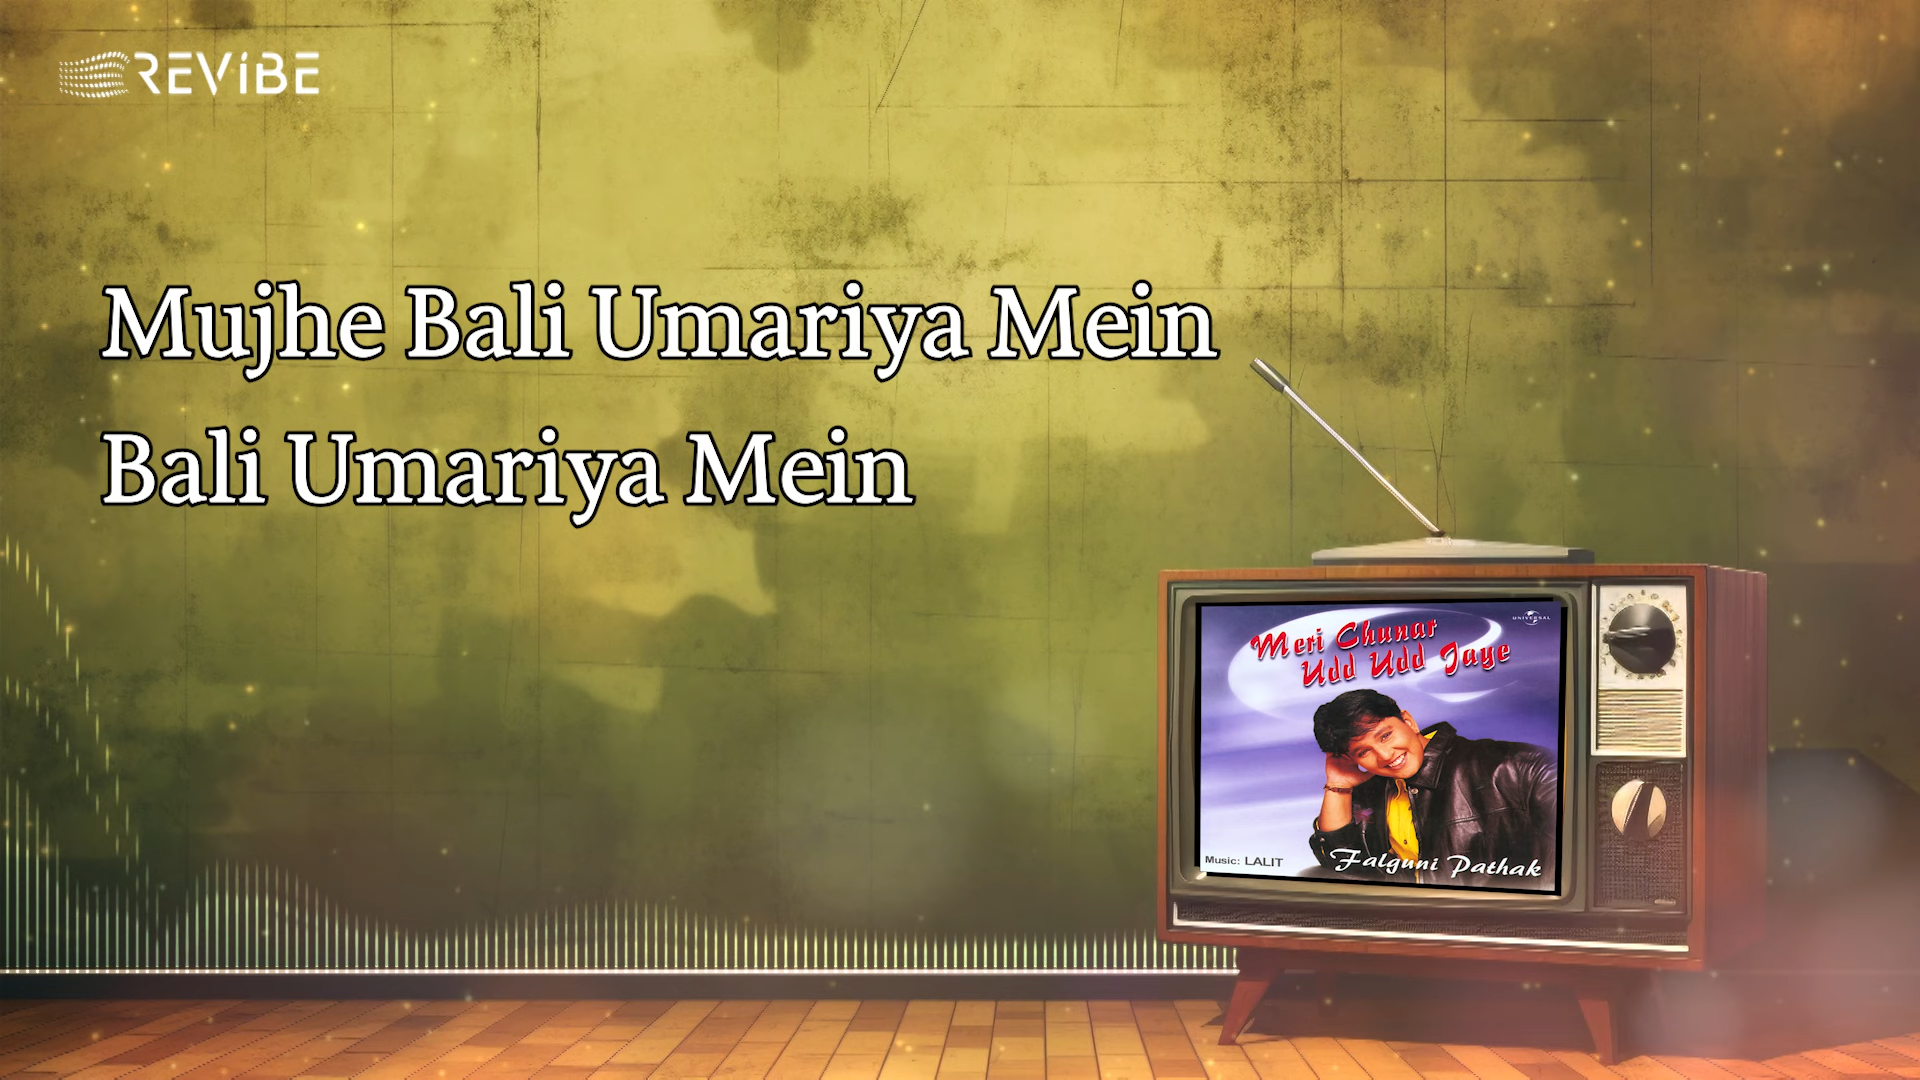 REViBE
Mujhe Bali Umariya Mein
Bali Umariya Mein
UNIVERSAL
Meri Chunar
Udd Udd Jaye
Music: LALIT
Falguni Pathak